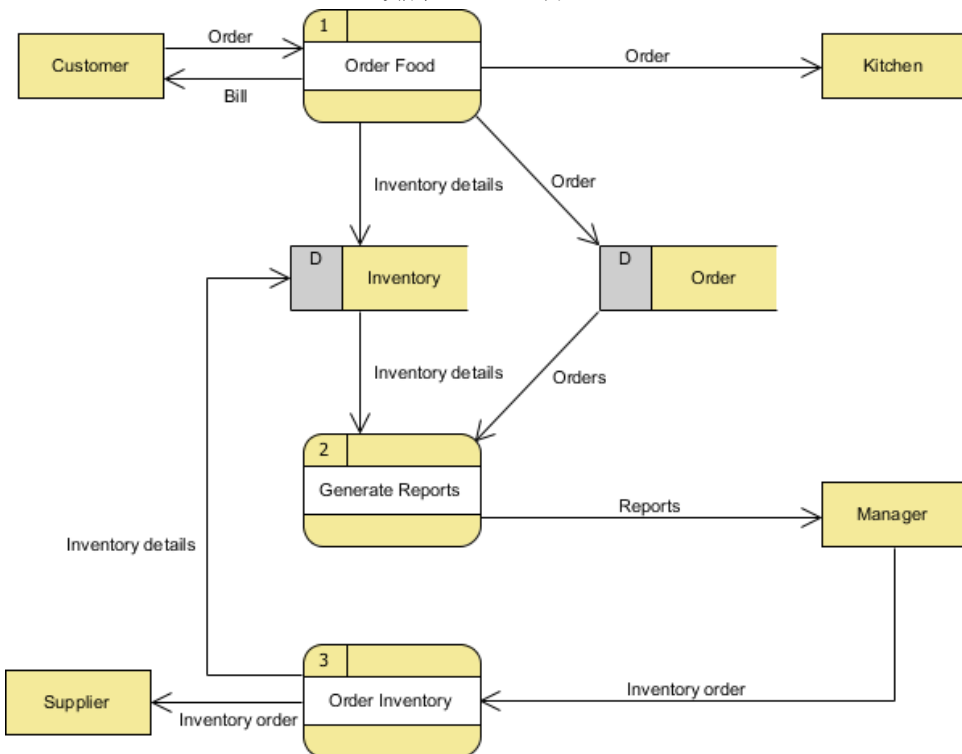 1
Order
Customer
Order Food
Order
Kitchen
Bill
Inventory details
Order
D
Inventory
D
Order
Inventory details
Orders
2
Generate Reports
Reports
Manager
Inventory details
3
Supplier
Order Inventory
Inventory order
Inventory order